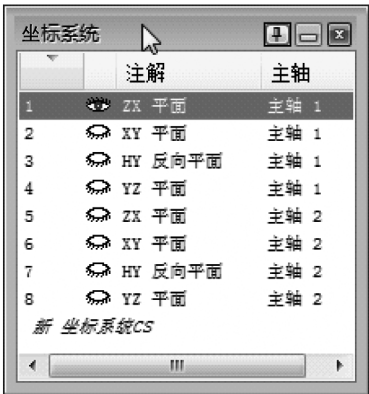 坐标系统
注解 主轴
1 ZX 平面 主轴 1
2 XY 平面 主轴 1
3 HY 反向平面 主轴 1
4 YZ 平面 主轴 1
5 ZX 平面 主轴 2
6 XY 平面 主轴 2
7 HY 反向平面 主轴 2
8 YZ 平面 主轴 2
新 坐标系统CS